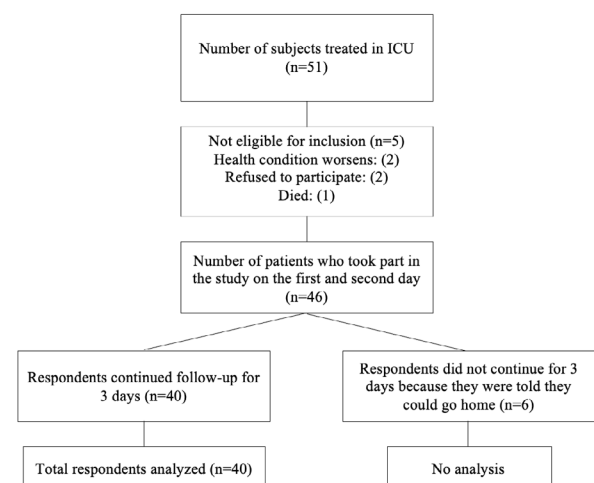 Number of subjects treated in ICU
(n=51)
Not eligible for inclusion (n=5)
Health condition worsens: (2)
Refused to participate: (2)
Died: (1)
Number of patients who took part in
the study on the first and second day
(n=46)
Respondents continued follow-up for
3 days (n=40)
Respondents did not continue for 3
days because they were told they
could go home (n=6)
Total respondents analyzed (n=40)
No analysis